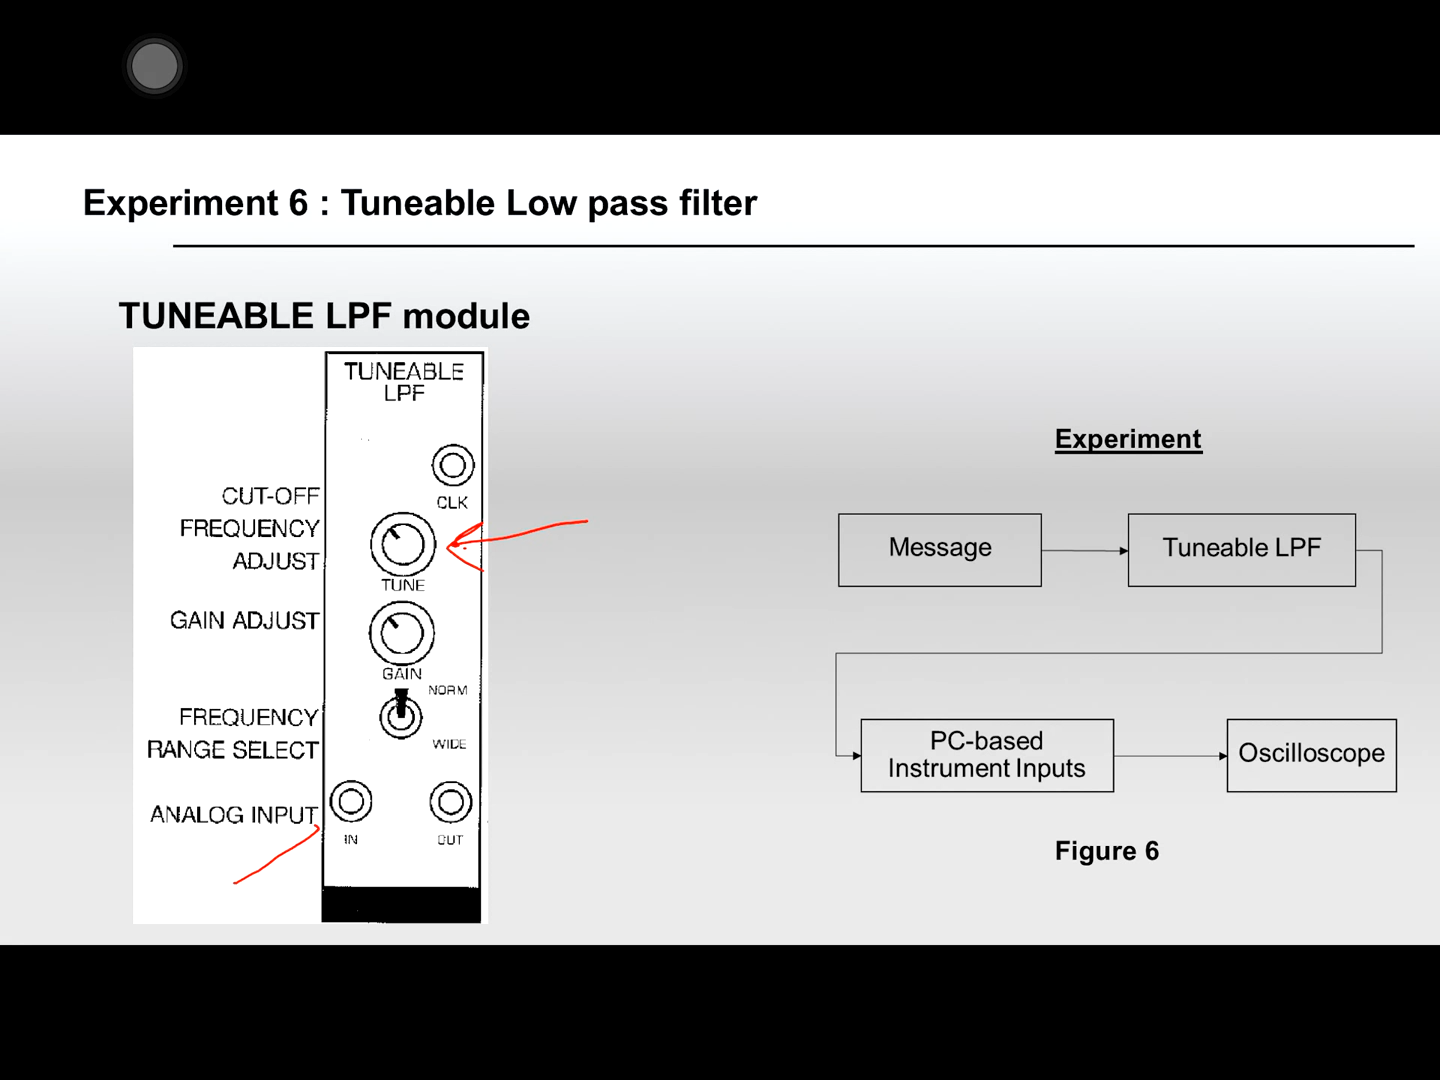 Experiment 6 : Tuneable Low pass filter
TUNEABLE LPF module
TUNEABLE
LPF
CLK
CUT-OFF
FREQUENCY
ADJUST
TUNE
GAIN ADJUST
GAIN
NORM
FREQUENCY
RANGE SELECT
WIDE
ANALOG INPUT
IN
OUT
Experiment
Message
Tuneable LPF
PC-based
Instrument Inputs
Oscilloscope
Figure 6